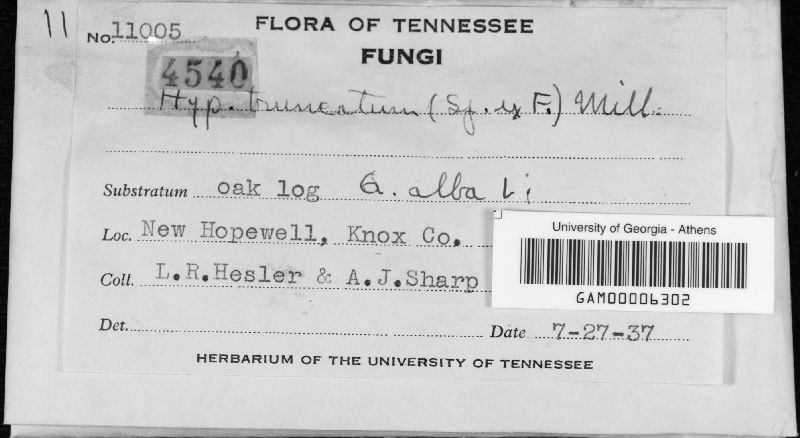 11
FLORA OF TENNESSEE
No. 11005
FUNGI
4540
Hyp. truncatum (Sz. ex F.) Mill.
Substratum oak log Q. alba L;
Loc. New Hopewell, Knox Co.
University of Georgia - Athens
GAM00006302
Coll. L.R.Hesler & A.J.Sharp
Det. Date 7-27-37
HERBARIUM OF THE UNIVERSITY OF TENNESSEE